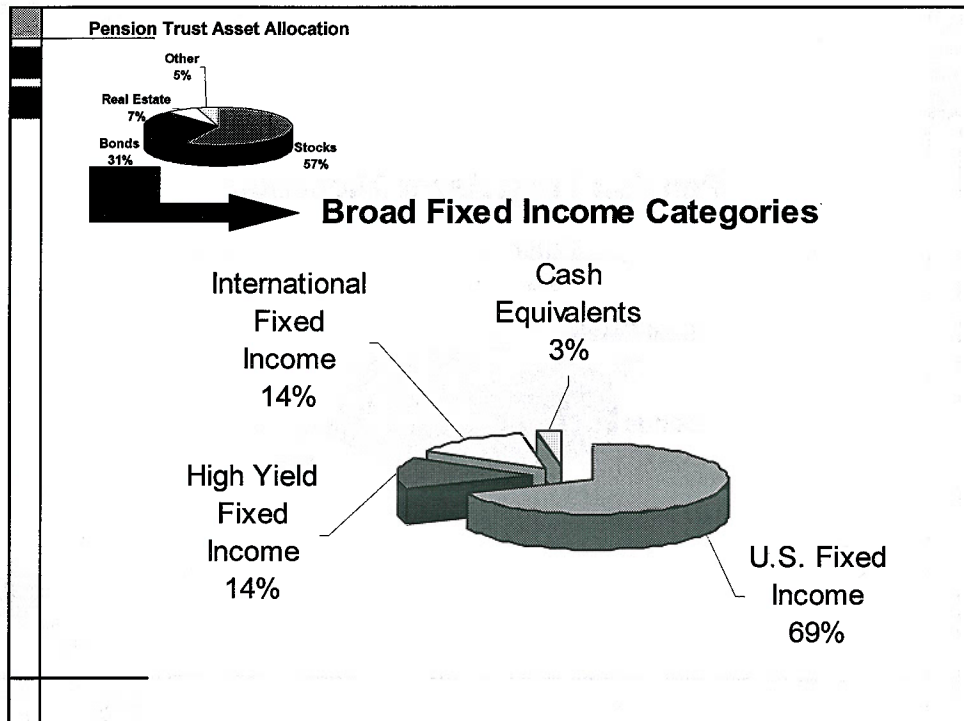 Pension Trust Asset Allocation
Other
5%
Real Estate
7%
Bonds
31%
Stocks
57%
Broad Fixed Income Categories
International
Fixed
Income
14%
Cash
Equivalents
3%
High Yield
Fixed
Income
14%
U.S. Fixed
Income
69%